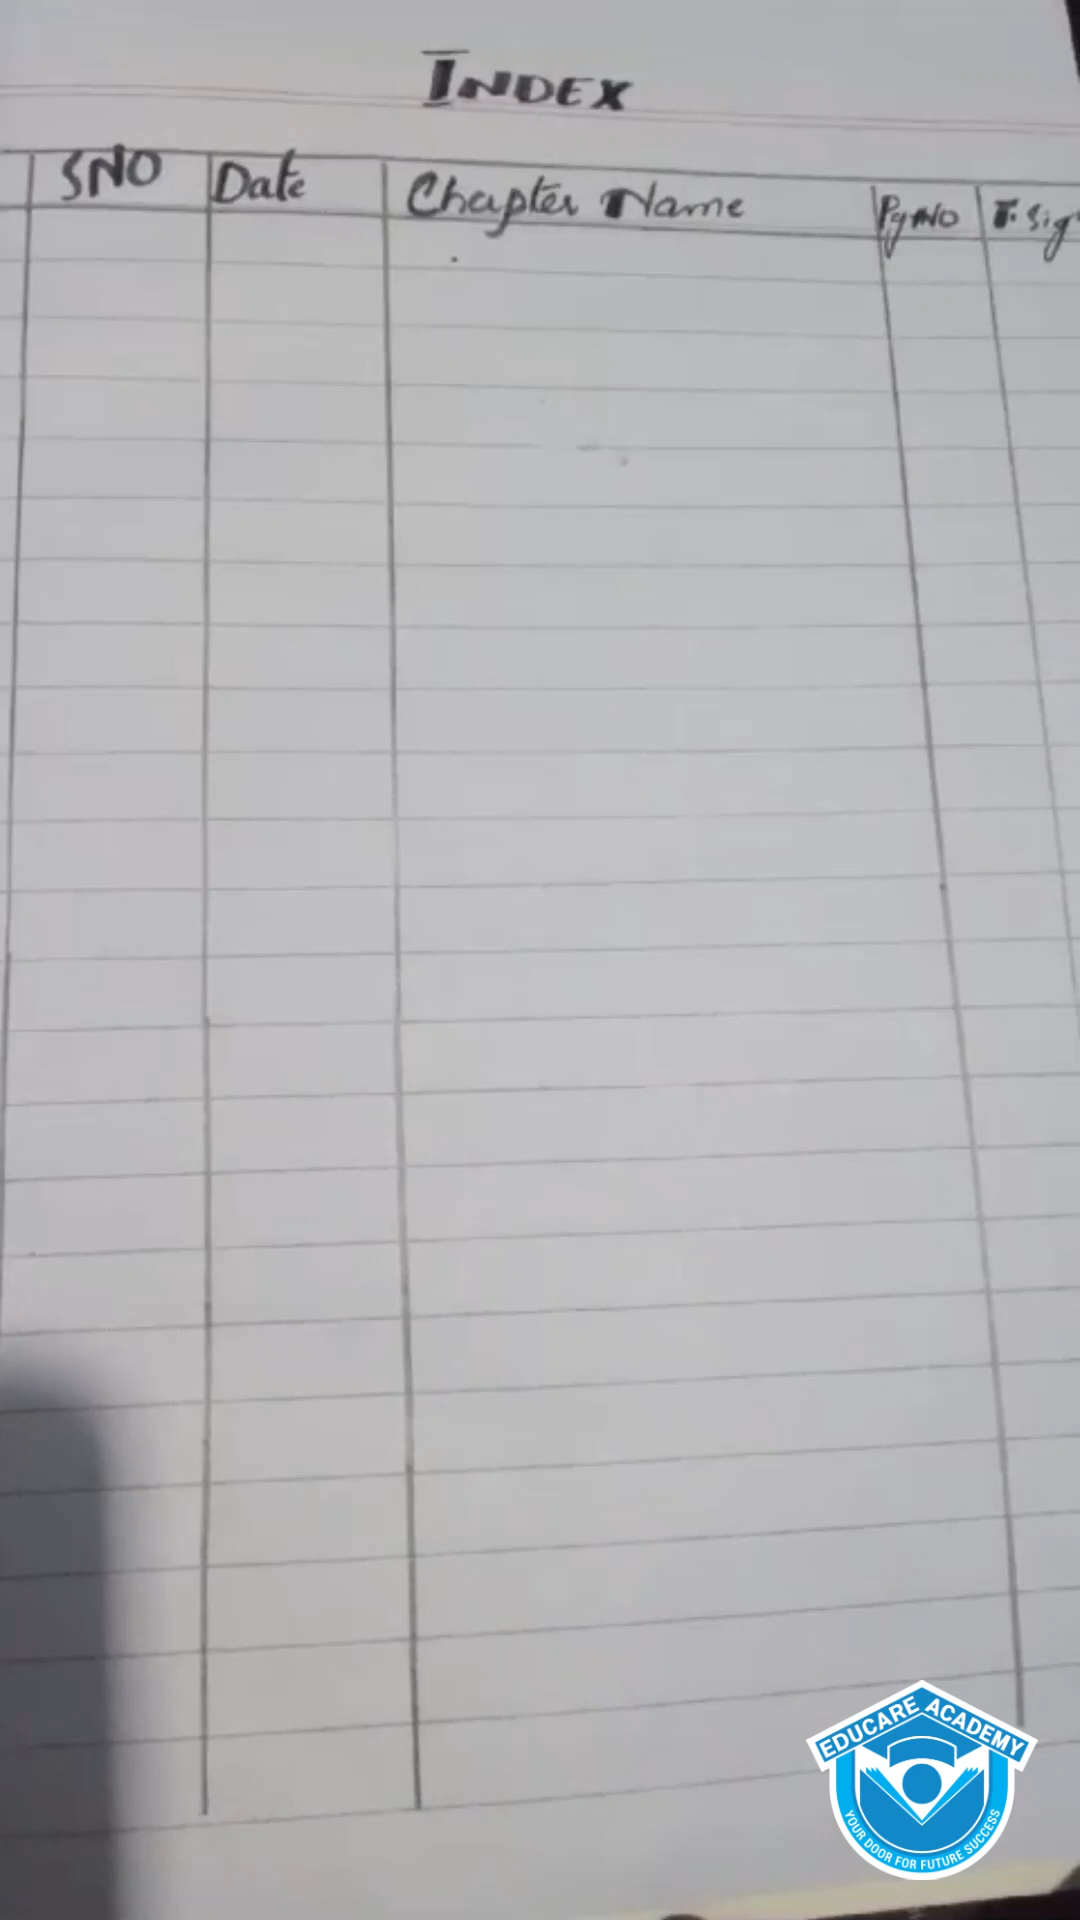 INDEX
SNO Date Chapter Name Pg NO T. Sig
EDUCARE ACADEMY
YOUR DOOR FOR FUTURE SUCCESS